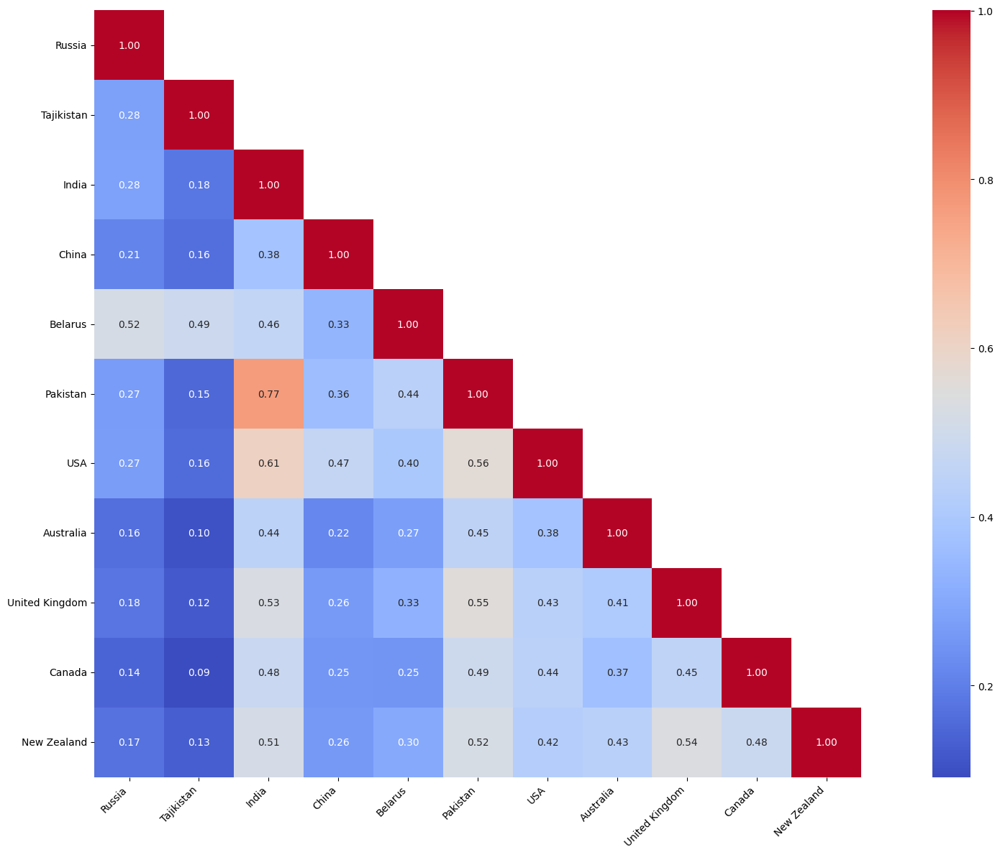 1.0
Russia 1.00
Tajikistan 0.28 1.00
0.8
India 0.28 0.18 1.00
China 0.21 0.16 0.38 1.00
Belarus 0.52 0.49 0.46 0.33 1.00
0.6
Pakistan 0.27 0.15 0.77 0.36 0.44 1.00
USA 0.27 0.16 0.61 0.47 0.40 0.56 1.00
0.4
Australia 0.16 0.10 0.44 0.22 0.27 0.45 0.38 1.00
United Kingdom 0.18 0.12 0.53 0.26 0.33 0.55 0.43 0.41 1.00
Canada 0.14 0.09 0.48 0.25 0.25 0.49 0.44 0.37 0.45 1.00
0.2
New Zealand 0.17 0.13 0.51 0.26 0.30 0.52 0.42 0.43 0.54 0.48 1.00
Russia
Tajikistan
India
China
Belarus
Pakistan
USA
Australia
United Kingdom
Canada
New Zealand